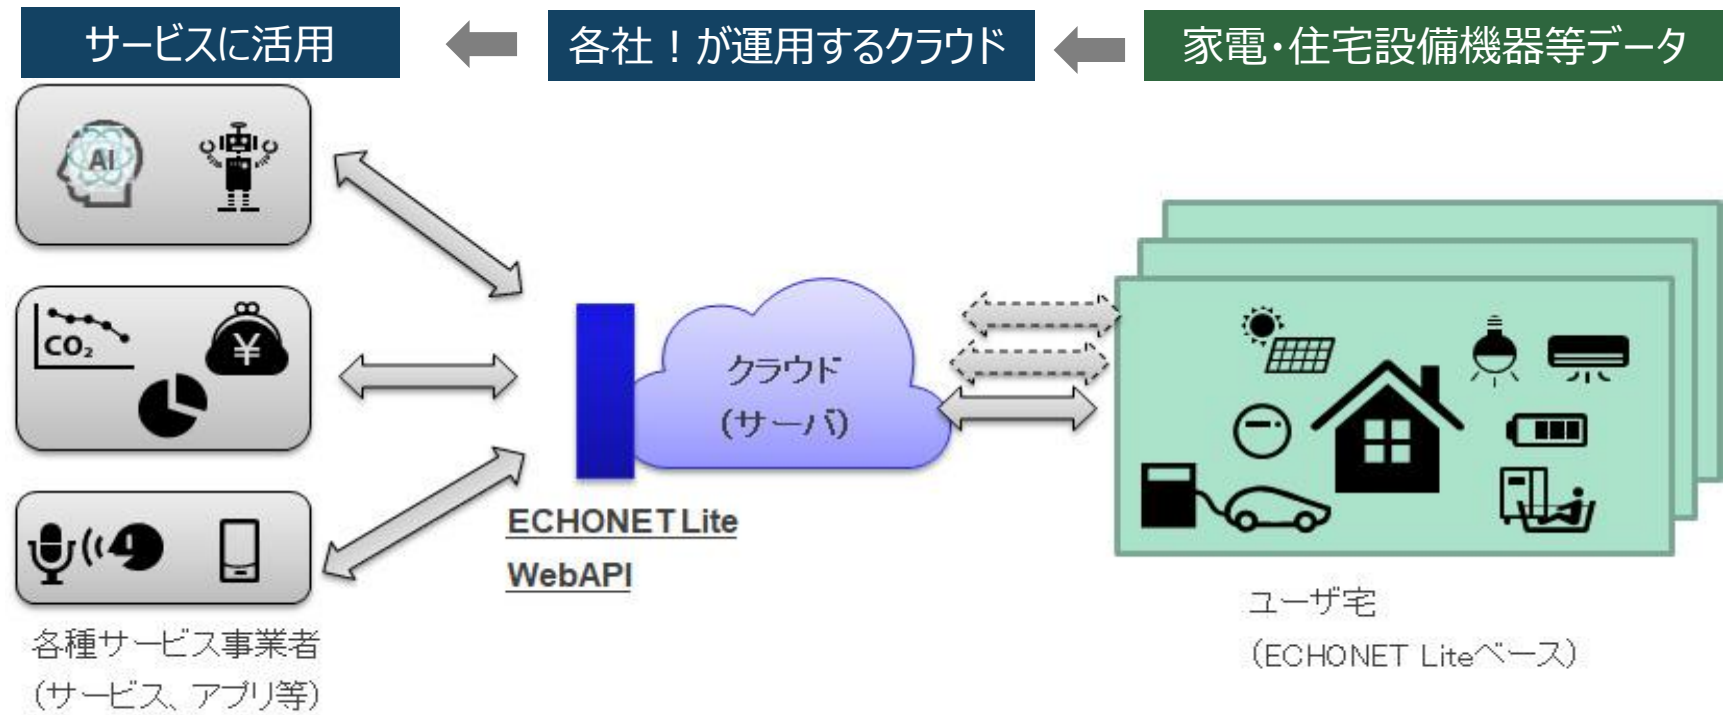 サービスに活用
各社！が運用するクラウド
家電・住宅設備機器等データ
AI
CO₂
¥
クラウド
（サーバ）
ECHONET Lite
WebAPI
各種サービス事業者
（サービス、アプリ等）
ユーザ宅
（ECHONET Liteベース）